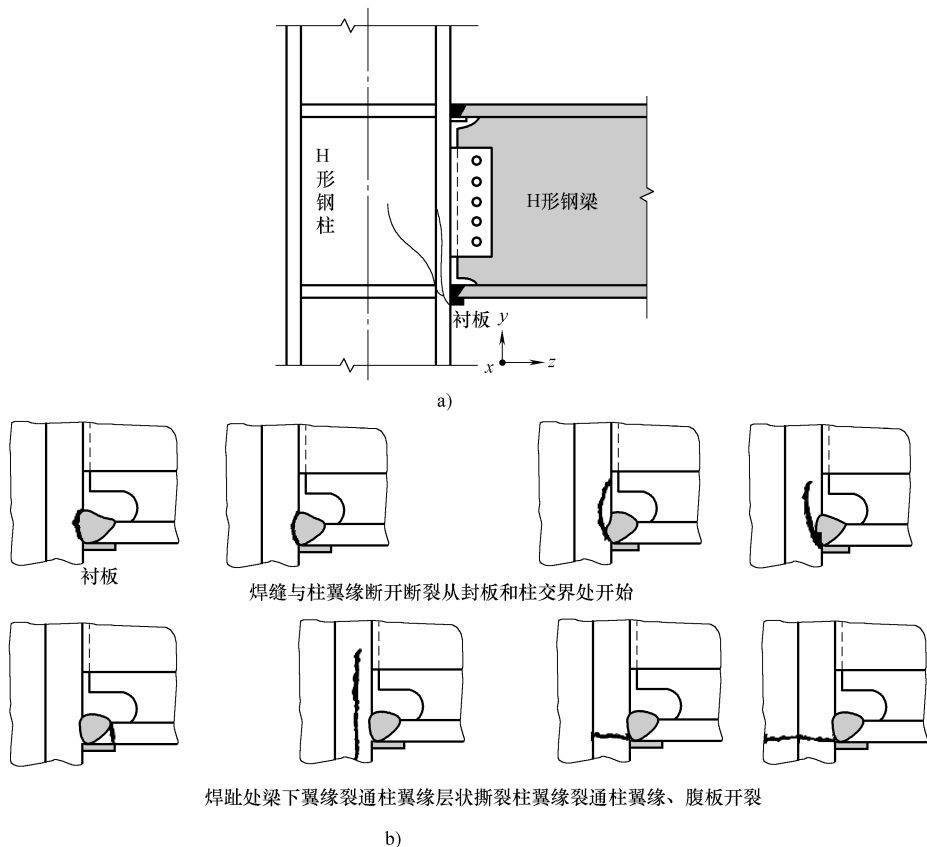 H形钢柱
H形钢梁
衬板
y
x
z
a)
衬板
焊缝与柱翼缘断开断裂从封板和柱交界处开始
焊趾处梁下翼缘裂通柱翼缘层状撕裂柱翼缘裂通柱翼缘、腹板开裂
b)